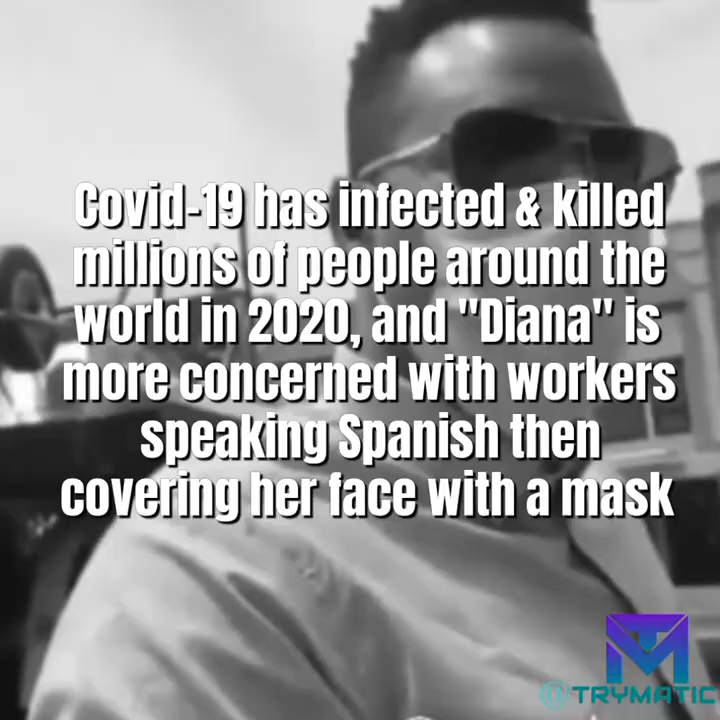 Covid-19 has infected & killed
millions of people around the
world in 2020, and "Diana" is
more concerned with workers
speaking Spanish then
covering her face with a mask
@TRYMATIC